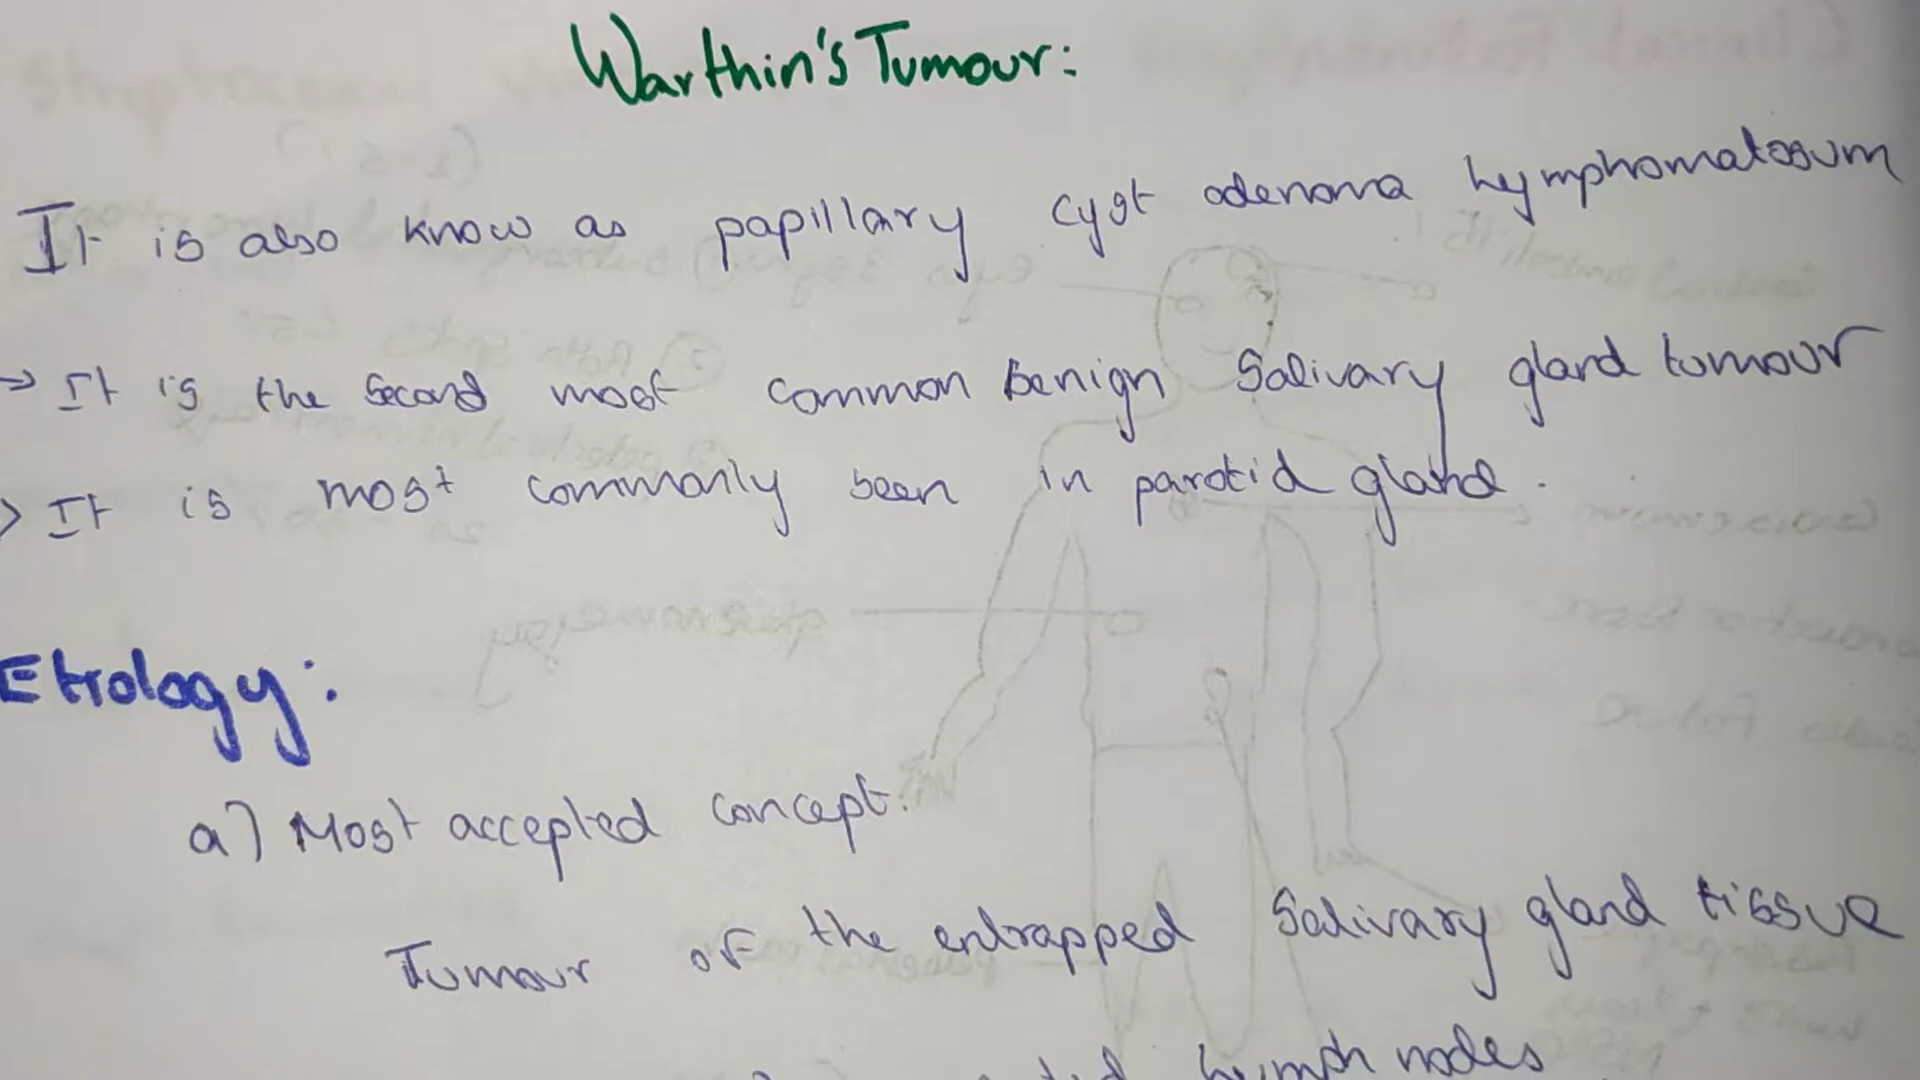 Warthin's Tumour:
It is also know as papillary cyst adenoma lymphomatosum
→ It is the second most common Benign Salivary gland tumour
> It is most commonly seen in parotid gland.
Etiology:
a) Most accepted concept.
Tumour of the entrapped Salivary gland tissue
lymph nodes